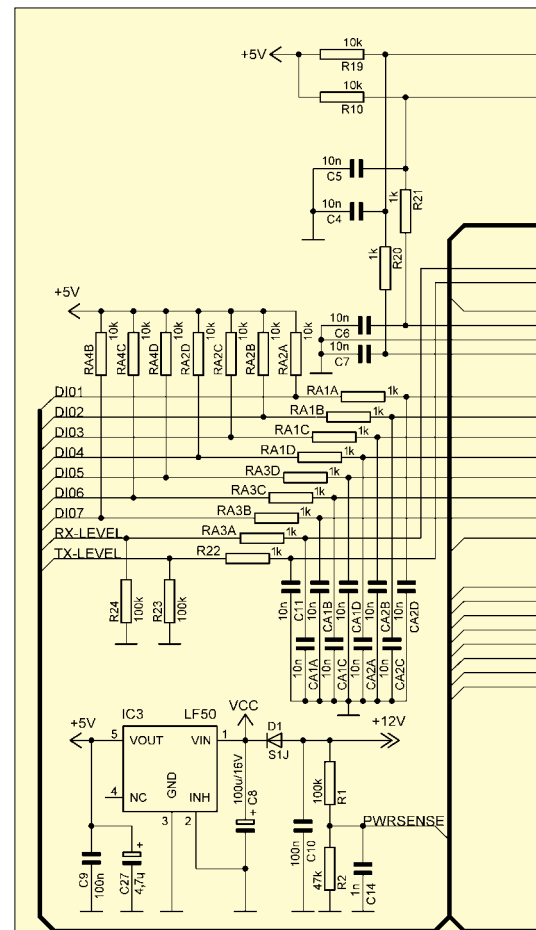 10k
+5V
R19
10k
R10
10n
C5
10n
C4
1k
R21
1k
R20
+5V
10n
C6
10n
C7
RA4B
10k
RA4C
10k
RA4D
10k
RA2D
10k
RA2C
10k
RA2B
10k
RA2A
10k
DI01
RA1A
1k
DI02
RA1B
1k
DI03
RA1C
1k
DI04
RA1D
1k
DI05
RA3D
1k
DI06
RA3C
1k
DI07
RA3B
1k
RX-LEVEL
RA3A
1k
TX-LEVEL
R22
1k
R24
100k
R23
100k
10n
C11
10n
CA1B
10n
CA1D
10n
CA2B
10n
CA2D
10n
CA1A
10n
CA1C
10n
CA2A
10n
CA2C
IC3
LF50
VCC
D1
S1J
+12V
+5V
5
VOUT
VIN
1
4
NC
GND
INH
3
2
100u/16V
+
C8
100k
R1
PWRSENSE
100n
C10
47k
R2
1n
C14
C9
100n
C27
4,7u
+